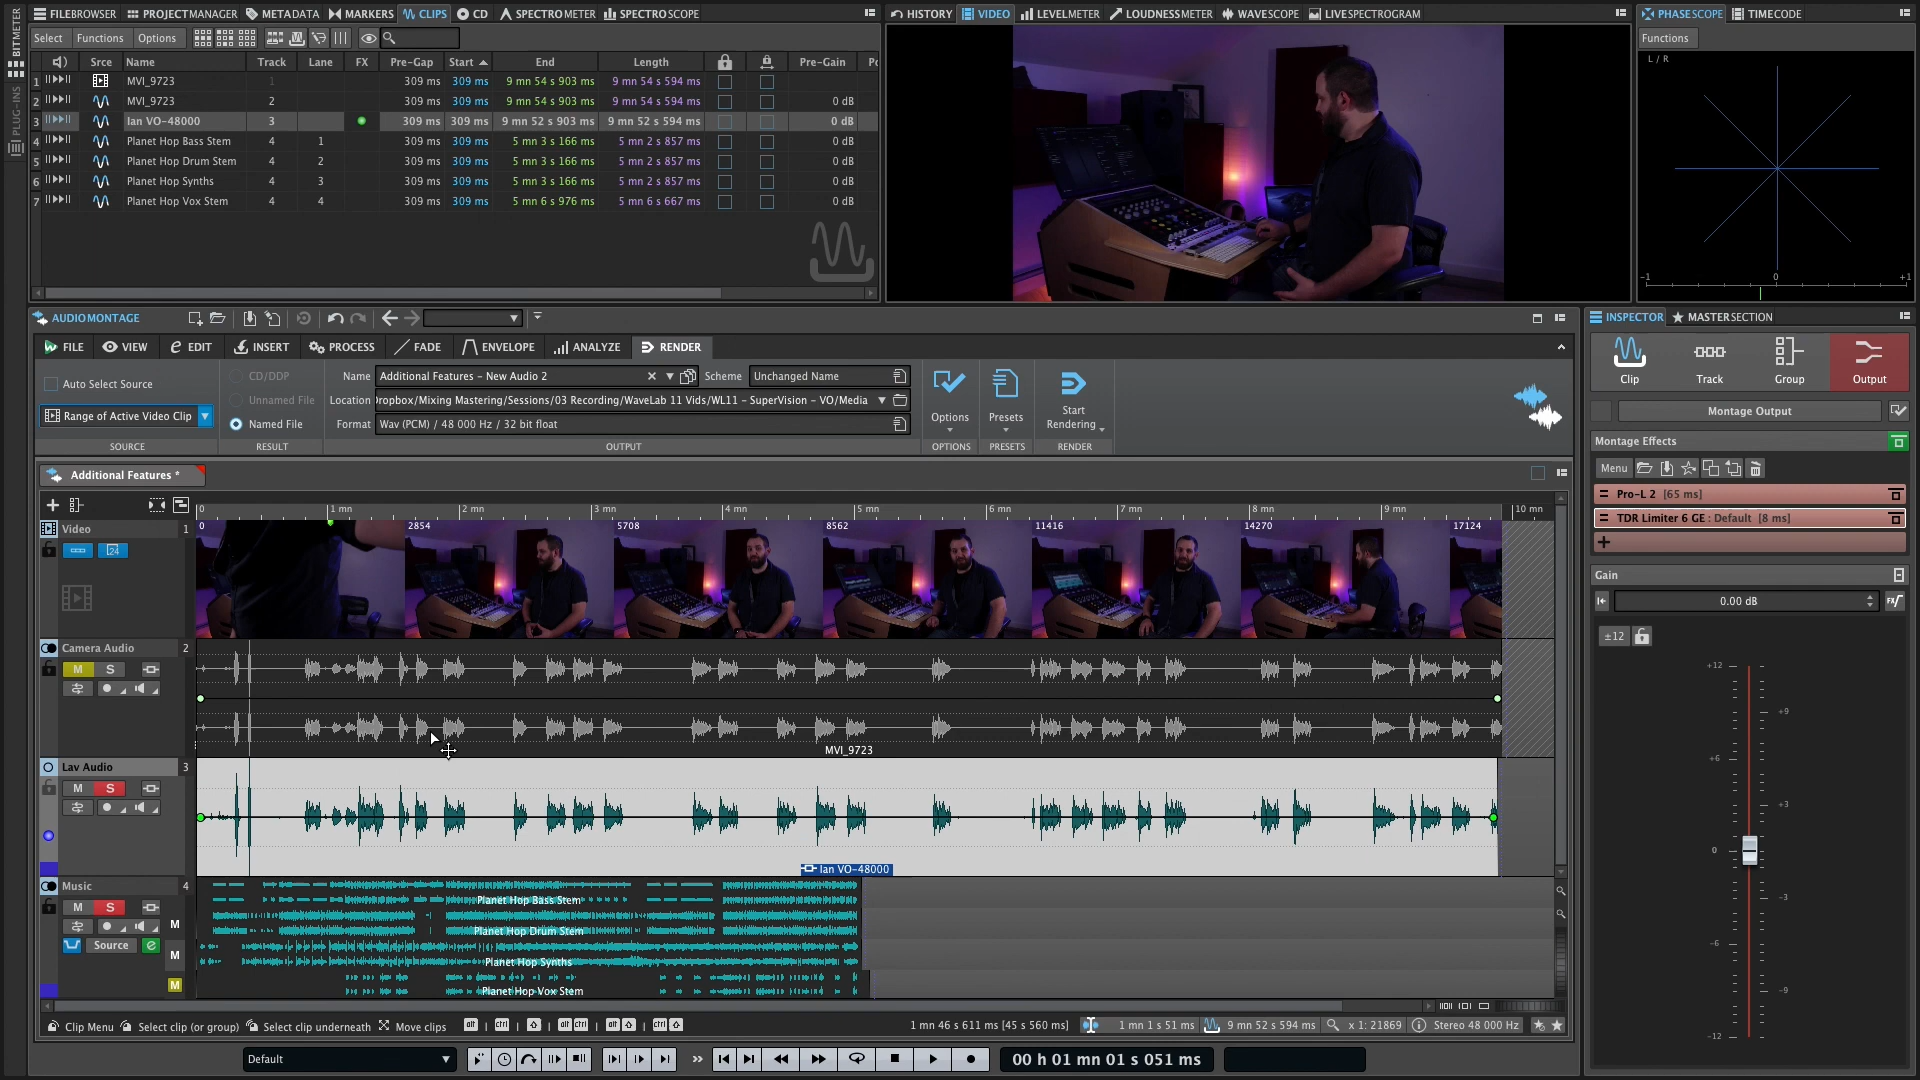 FILEBROWSER PROJECTMANAGER METADATA MARKERS CLIPS CD SPECTROMETER SPECTROSCOPE
HISTORY VIDEO LEVELMETER LOUDNESSMETER WAVESCOPE LIVESPECTROGRAM
PHASESCOPE TIMECODE
BITMETER
PLUG-INS
Select Functions Options
Functions
L / R
Srce Name Track Lane FX Pre-Gap Start End Length Pre-Gain
1 MVI_9723 1 309 ms 309 ms 9 mn 54 s 903 ms 9 mn 54 s 594 ms
2 MVI_9723 2 309 ms 309 ms 9 mn 54 s 903 ms 9 mn 54 s 594 ms 0 dB
3 Ian VO-48000 3 309 ms 309 ms 9 mn 52 s 903 ms 9 mn 52 s 594 ms 0 dB
4 Planet Hop Bass Stem 4 1 309 ms 309 ms 5 mn 3 s 166 ms 5 mn 2 s 857 ms 0 dB
5 Planet Hop Drum Stem 4 2 309 ms 309 ms 5 mn 3 s 166 ms 5 mn 2 s 857 ms 0 dB
6 Planet Hop Synths 4 3 309 ms 309 ms 5 mn 3 s 166 ms 5 mn 2 s 857 ms 0 dB
7 Planet Hop Vox Stem 4 4 309 ms 309 ms 5 mn 6 s 976 ms 5 mn 6 s 667 ms 0 dB
-1 0 +1
AUDIOMONTAGE
FILE VIEW EDIT INSERT PROCESS FADE ENVELOPE ANALYZE RENDER
Auto Select Source
Range of Active Video Clip
SOURCE
CD/DDP
Unnamed File
Named File
RESULT
Name Additional Features - New Audio 2 Scheme Unchanged Name
Location ropbox/Mixing Mastering/Sessions/03 Recording/WaveLab 11 Vids/WL11 - SuperVision - VO/Media
Format Wav (PCM) / 48 000 Hz / 32 bit float
OUTPUT
Options
OPTIONS
Presets
PRESETS
Start Rendering
RENDER
INSPECTOR MASTERSECTION
Clip Track Group Output
Montage Output
Montage Effects
Menu
Pro-L 2 [65 ms]
TDR Limiter 6 GE : Default [8 ms]
Gain
0.00 dB
±12
+12
+9
+6
+3
0
-3
-6
-9
-12
Additional Features *
0 1 mn 2 mn 3 mn 4 mn 5 mn 6 mn 7 mn 8 mn 9 mn 10 mn
Video 1
24
0 2854 5708 8562 11416 14270 17124
Camera Audio 2
M S
MVI_9723
Lav Audio 3
M S
Ian VO-48000
Music 4
M S
M
Source e
M
M
Planet Hop Bass Stem
Planet Hop Drum Stem
Planet Hop Synths
Planet Hop Vox Stem
Clip Menu Select clip (or group) Select clip underneath Move clips alt ctrl alt ctrl alt ctrl
1 mn 46 s 611 ms [45 s 560 ms] 1 mn 1 s 51 ms 9 mn 52 s 594 ms x 1: 21869 Stereo 48 000 Hz
Default
00 h 01 mn 01 s 051 ms